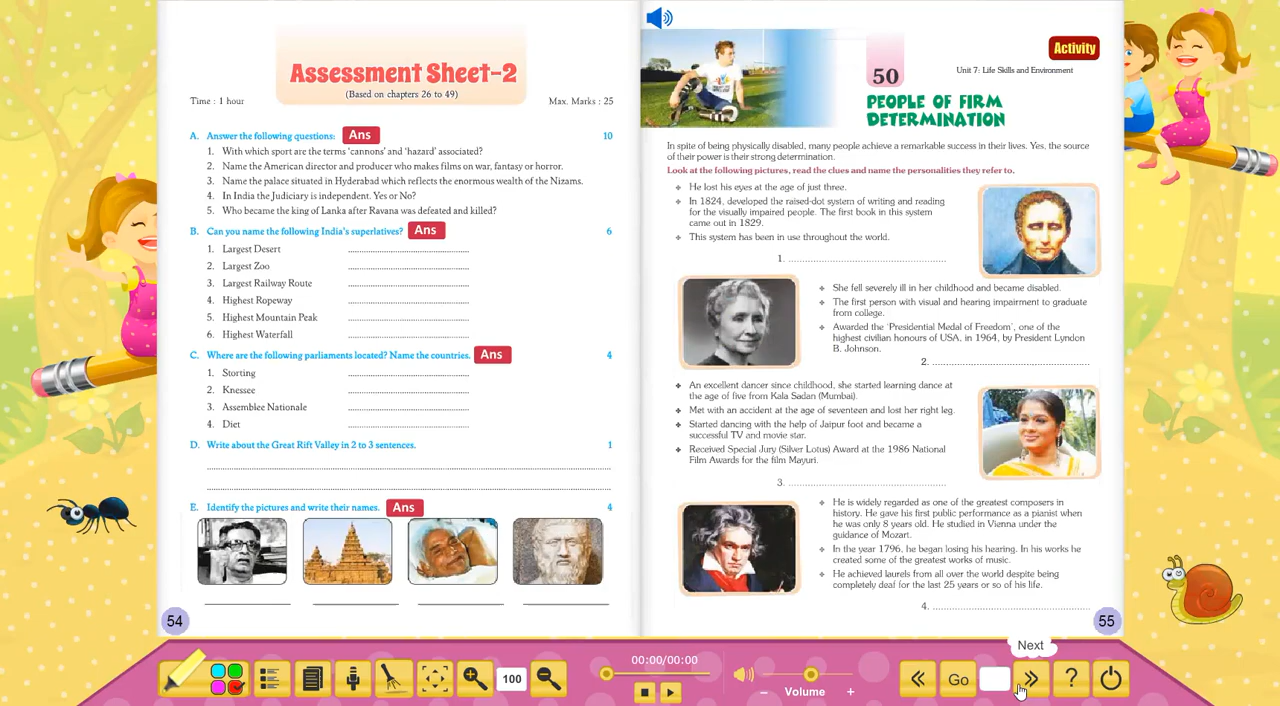 Assessment Sheet-2
(Based on chapters 26 to 49)
Time : 1 hour
Max. Marks : 25
A. Answer the following questions: Ans 10
1. With which sport are the terms 'cannons' and 'hazard' associated?
2. Name the American director and producer who makes films on war, fantasy or horror.
3. Name the palace situated in Hyderabad which reflects the enormous wealth of the Nizams.
4. In India the Judiciary is independent. Yes or No?
5. Who became the king of Lanka after Ravana was defeated and killed?
B. Can you name the following India's superlatives? Ans 6
1. Largest Desert
2. Largest Zoo
3. Largest Railway Route
4. Highest Ropeway
5. Highest Mountain Peak
6. Highest Waterfall
C. Where are the following parliaments located? Name the countries. Ans 4
1. Storting
2. Knessee
3. Assemblee Nationale
4. Diet
D. Write about the Great Rift Valley in 2 to 3 sentences. 1
E. Identify the pictures and write their names. Ans 4
54
Activity
50
Unit 7: Life Skills and Environment
PEOPLE OF FIRM
DETERMINATION
In spite of being physically disabled, many people achieve a remarkable success in their lives. Yes, the source
of their power is their strong determination.
Look at the following pictures, read the clues and name the personalities they refer to.
He lost his eyes at the age of just three.
In 1824, developed the raised-dot system of writing and reading
for the visually impaired people. The first book in this system
came out in 1829.
This system has been in use throughout the world.
1.
She fell severely ill in her childhood and became disabled.
The first person with visual and hearing impairment to graduate
from college.
Awarded the 'Presidential Medal of Freedom', one of the
highest civilian honours of USA, in 1964, by President Lyndon
B. Johnson.
2.
An excellent dancer since childhood, she started learning dance at
the age of five from Kala Sadan (Mumbai).
Met with an accident at the age of seventeen and lost her right leg.
Started dancing with the help of Jaipur foot and became a
successful TV and movie star.
Received Special Jury (Silver Lotus) Award at the 1986 National
Film Awards for the film Mayuri.
3.
He is widely regarded as one of the greatest composers in
history. He gave his first public performance as a pianist when
he was only 8 years old. He studied in Vienna under the
guidance of Mozart.
In the year 1796, he began losing his hearing. In his works he
created some of the greatest works of music.
He achieved laurels from all over the world despite being
completely deaf for the last 25 years or so of his life.
4.
55
Next
100
00:00/00:00
Volume
Go
?